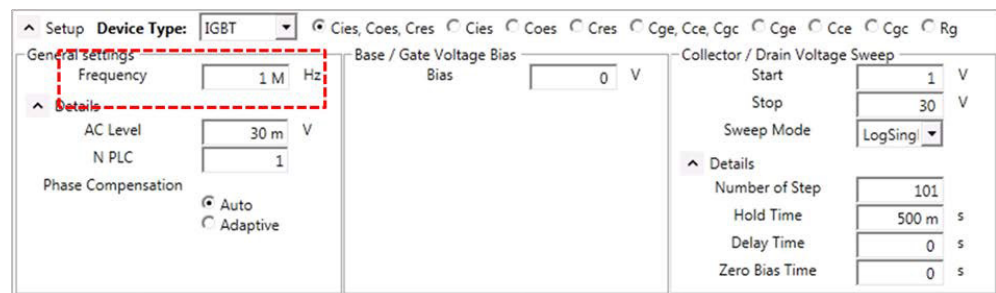 Setup Device Type: IGBT Cies, Coes, Cres Cies Coes Cres Cge, Cce, Cgc Cge Cce Cgc Rg
General settings
Frequency 1 M Hz
Details
AC Level 30 m V
N PLC 1
Phase Compensation
Auto
Adaptive
Base / Gate Voltage Bias
Bias 0 V
Collector / Drain Voltage Sweep
Start 1 V
Stop 30 V
Sweep Mode LogSingl
Details
Number of Step 101
Hold Time 500 m s
Delay Time 0 s
Zero Bias Time 0 s